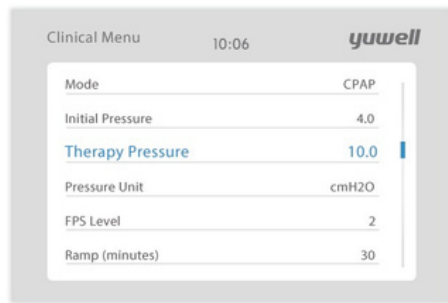 Clinical Menu 10:06 yuwell
Mode CPAP
Initial Pressure 4.0
Therapy Pressure 10.0
Pressure Unit cmH2O
FPS Level 2
Ramp (minutes) 30